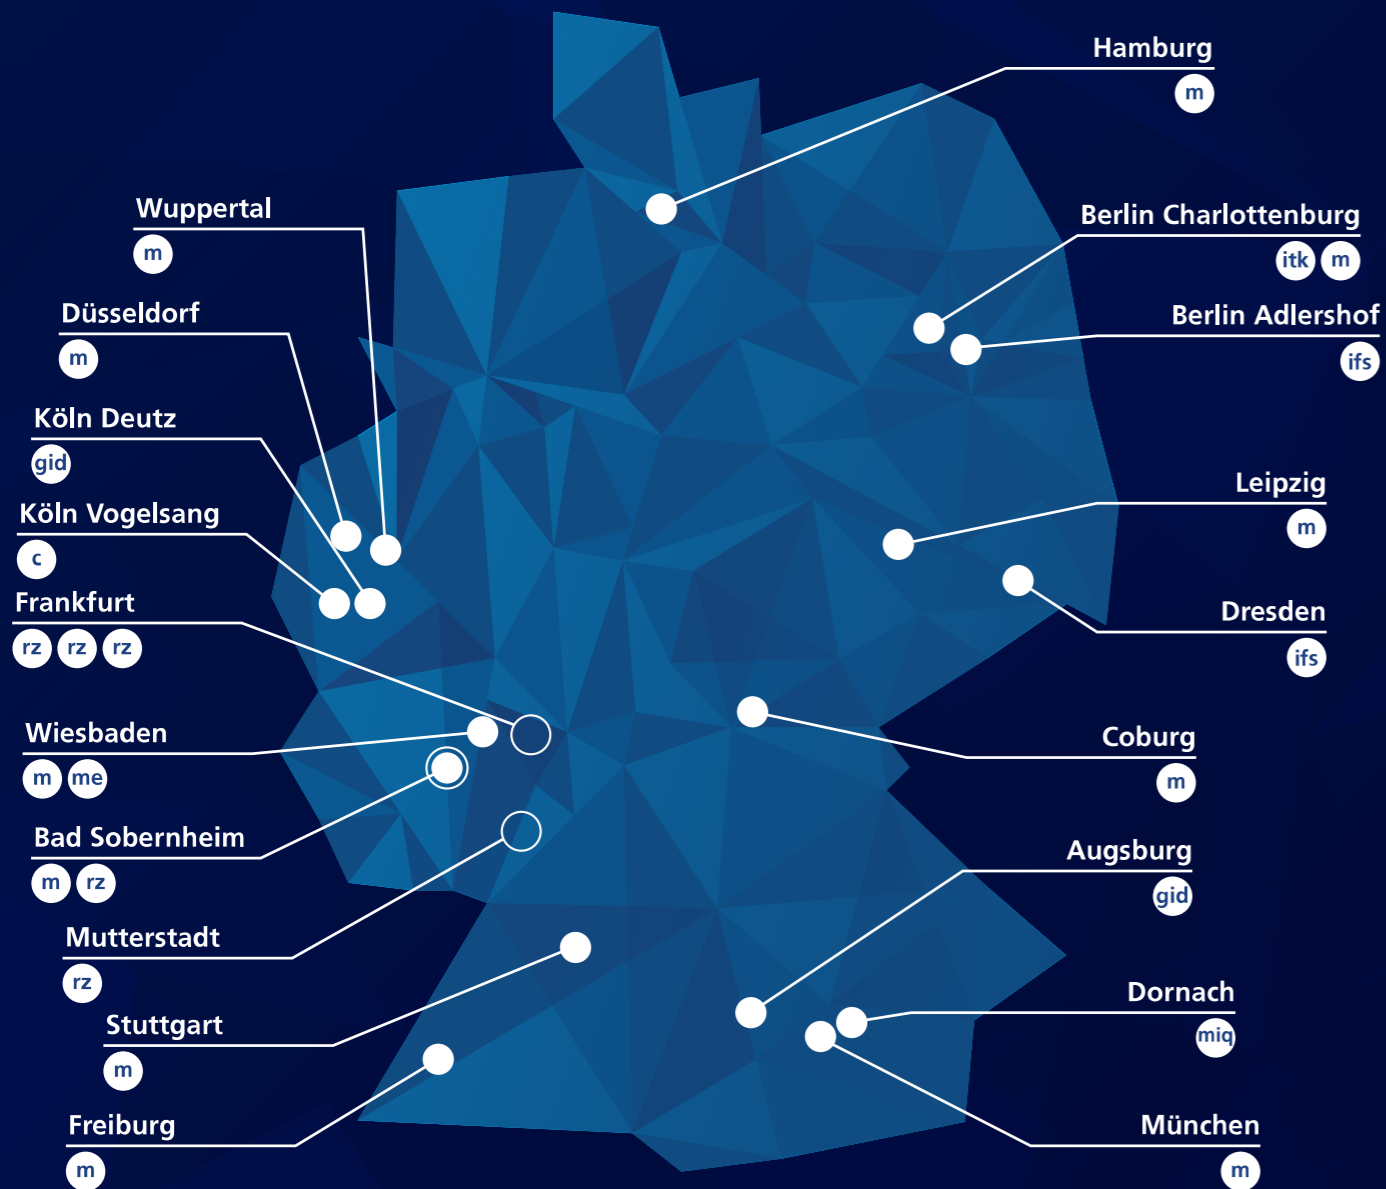 Hamburg
m
Wuppertal
m
Berlin Charlottenburg
itk m
Düsseldorf
m
Berlin Adlershof
ifs
Köln Deutz
gid
Köln Vogelsang
c
Leipzig
m
Frankfurt
rz rz rz
Dresden
ifs
Wiesbaden
m me
Coburg
m
Bad Sobernheim
m rz
Augsburg
gid
Mutterstadt
rz
Dornach
miq
Stuttgart
m
Freiburg
m
München
m